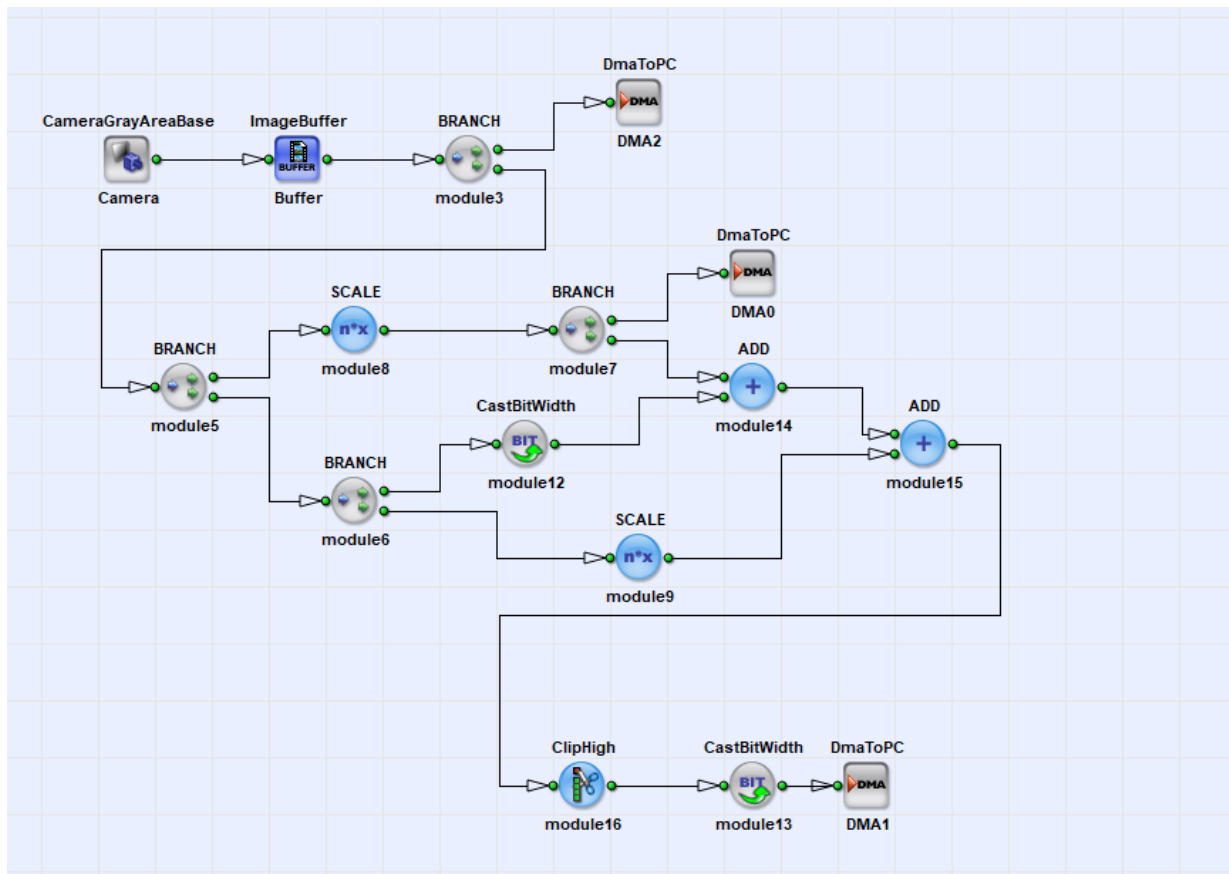 DmaToPC
DMA
DMA2
CameraGrayAreaBase
Camera
ImageBuffer
BUFFER
Buffer
BRANCH
module3
DmaToPC
DMA
DMA0
SCALE
n*x
module8
BRANCH
module7
BRANCH
module5
ADD
+
module14
CastBitWidth
BIT
module12
ADD
+
module15
BRANCH
module6
SCALE
n*x
module9
ClipHigh
module16
CastBitWidth
BIT
module13
DmaToPC
DMA
DMA1